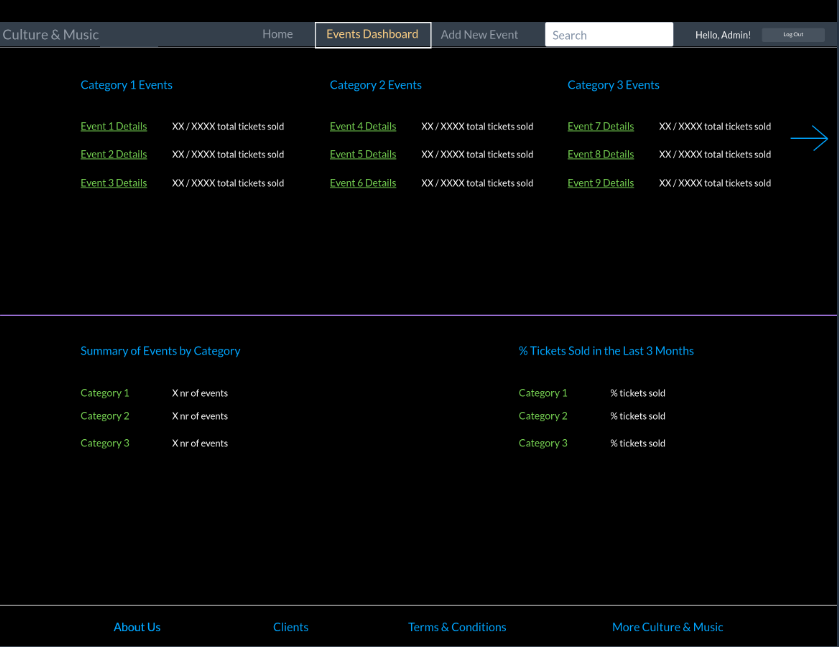 Culture & Music
Home
Events Dashboard
Add New Event
Search
Hello, Admin!
Log Out
Category 1 Events
Category 2 Events
Category 3 Events
Event 1 Details XX / XXXX total tickets sold
Event 4 Details XX / XXXX total tickets sold
Event 7 Details XX / XXXX total tickets sold
Event 2 Details XX / XXXX total tickets sold
Event 5 Details XX / XXXX total tickets sold
Event 8 Details XX / XXXX total tickets sold
Event 3 Details XX / XXXX total tickets sold
Event 6 Details XX / XXXX total tickets sold
Event 9 Details XX / XXXX total tickets sold
Summary of Events by Category
% Tickets Sold in the Last 3 Months
Category 1 X nr of events
Category 1 % tickets sold
Category 2 X nr of events
Category 2 % tickets sold
Category 3 X nr of events
Category 3 % tickets sold
About Us
Clients
Terms & Conditions
More Culture & Music